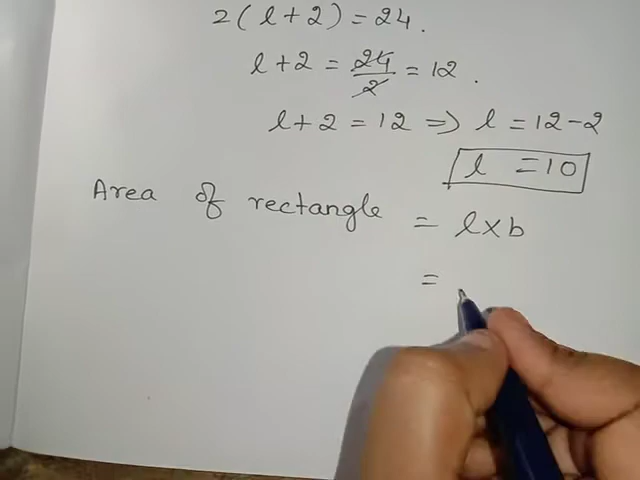 2(l+2)=24.
l+2 = 24/2 = 12.
l+2 = 12 => l = 12-2
l = 10
Area of rectangle = l×b
=